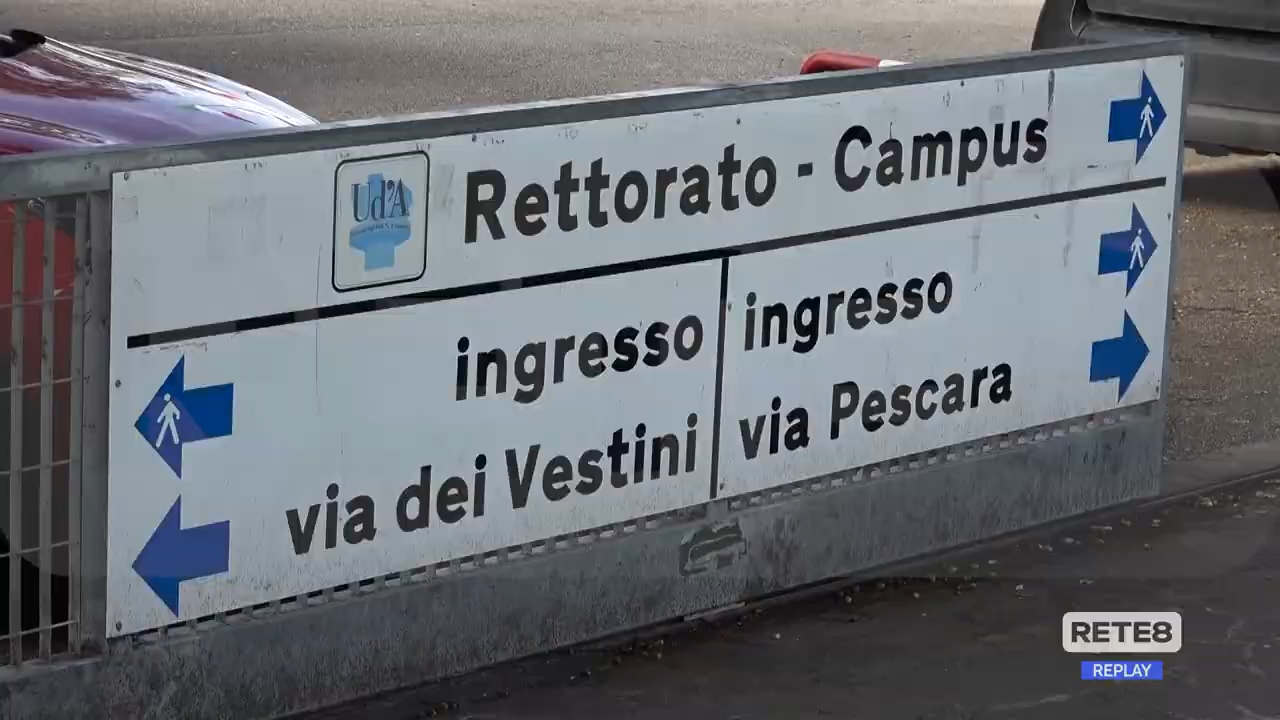 Ud'A
Rettorato - Campus
ingresso
via dei Vestini
ingresso
via Pescara
RETE8
REPLAY